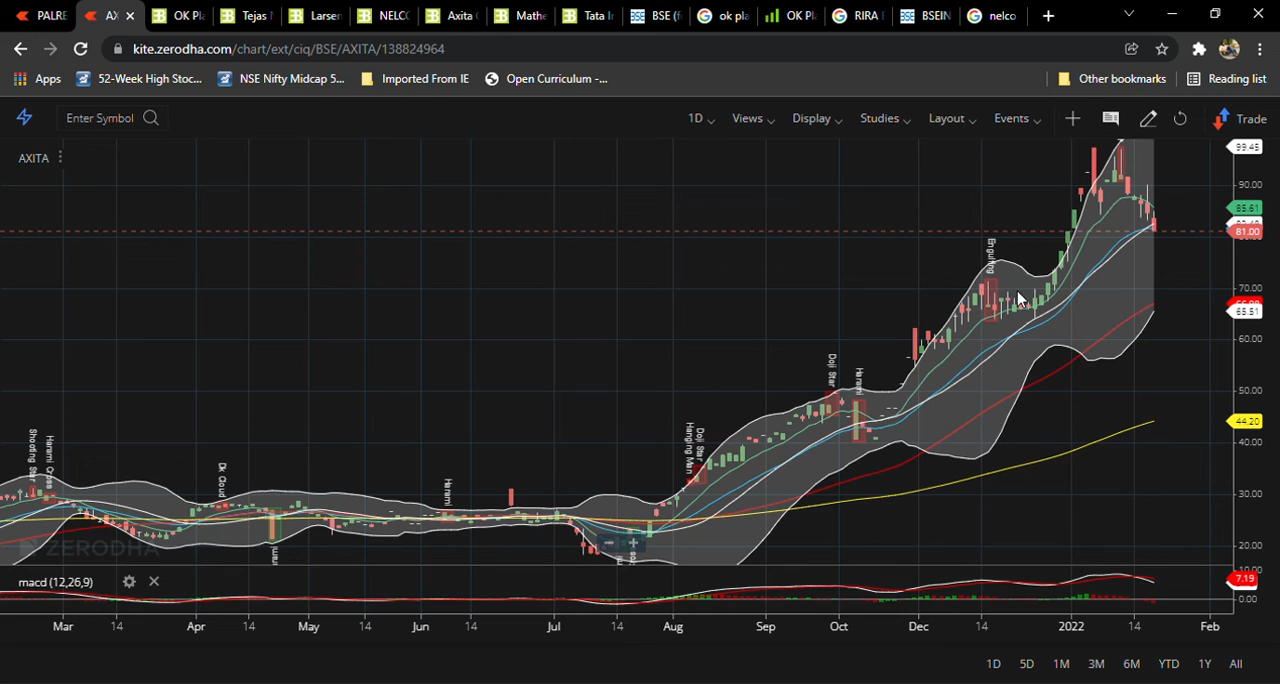 PALRE
AX
OK Pl
Tejas
Larser
NELCO
Axita
Mathe
Tata Ir
BSE (f
ok pla
OK Pl
RIRA
BSEIN
nelco
kite.zerodha.com/chart/ext/ciq/BSE/AXITA/138824964
Apps
52-Week High Stoc...
NSE Nifty Midcap 5...
Imported From IE
Open Curriculum -...
Other bookmarks
Reading list
Enter Symbol
1D
Views
Display
Studies
Layout
Events
Trade
AXITA
99.45
90.00
85.61
81.00
Engulfing
70.00
65.51
60.00
Doji Star
Harami
50.00
44.20
40.00
Hanging Man
Doji Star
Shooting Star
Harami Cross
Dk Cloud
Harami
30.00
20.00
ZERODHA
macd (12,26,9)
10.00
7.19
0.00
Mar
14
Apr
14
May
14
Jun
14
Jul
14
Aug
Sep
Oct
Dec
14
2022
14
Feb
1D
5D
1M
3M
6M
YTD
1Y
All